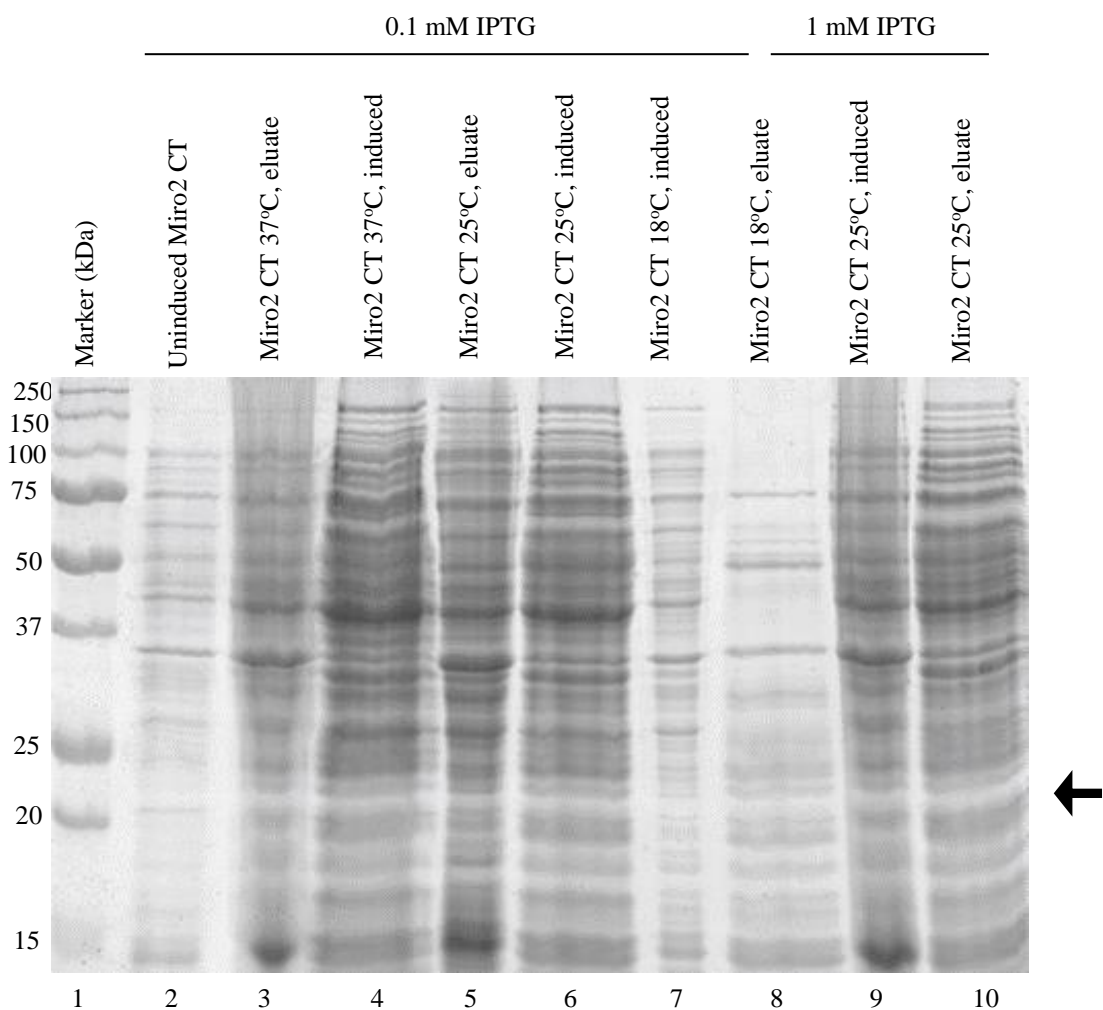 0.1 mM IPTG
1 mM IPTG
Marker (kDa)
Uninduced Miro2 CT
Miro2 CT 37ºC, eluate
Miro2 CT 37ºC, induced
Miro2 CT 25ºC, eluate
Miro2 CT 25ºC, induced
Miro2 CT 18ºC, induced
Miro2 CT 18ºC, eluate
Miro2 CT 25ºC, induced
Miro2 CT 25ºC, eluate
250
150
100
75
50
37
25
20
15
1 2 3 4 5 6 7 8 9 10